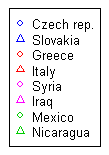 Czech rep.
Slovakia
Greece
Italy
Syria
Iraq
Mexico
Nicaragua